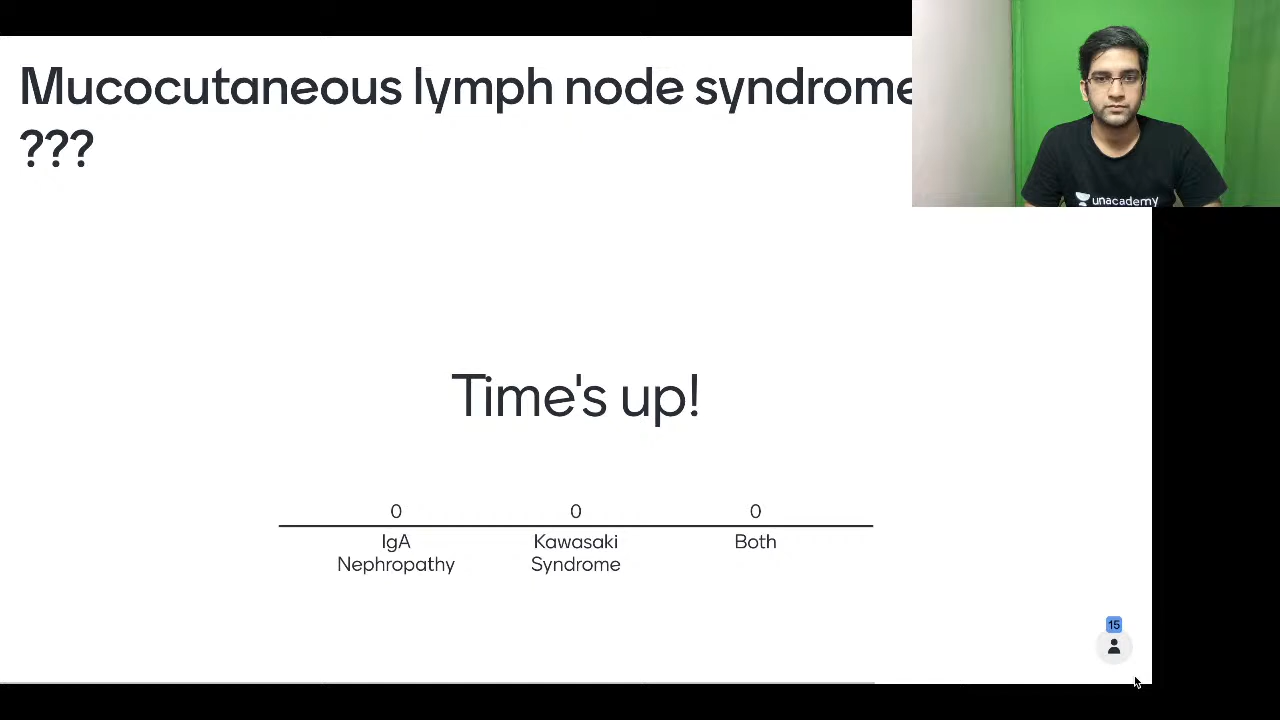 Mucocutaneous lymph node syndrome
???
unacademy
Time's up!
0 0 0
IgA Kawasaki Both
Nephropathy Syndrome
15